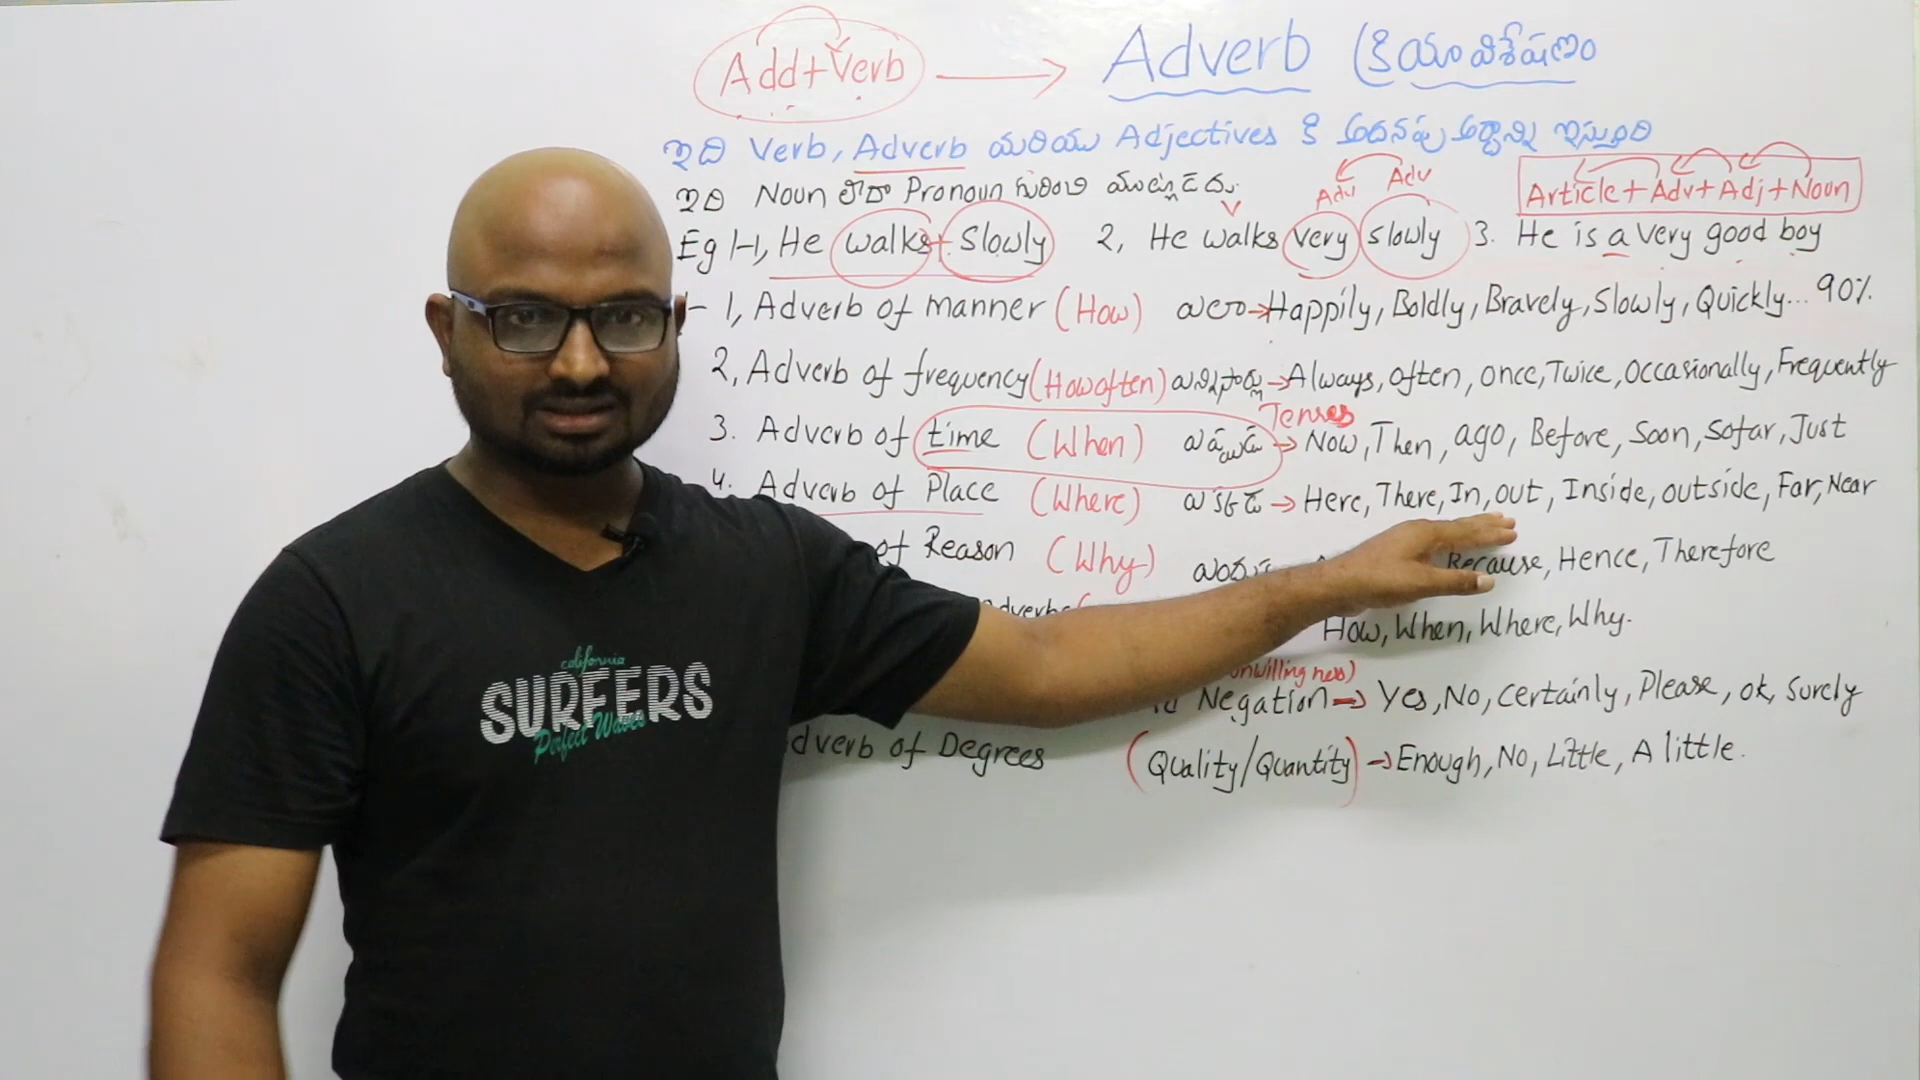 Add+Verb → Adverb (క్రియా విశేషణం
ఇది Verb, Adverb మరియు Adjectives కి అదనపు అర్థాన్ని ఇస్తుంది
ఇది Noun లేదా Pronoun గురించి
Adv Adv
Article+Adv+Adj+Noun
Eg 1-1, He walks + Slowly 2, He walks very slowly 3. He is a very good boy
V
1, Adverb of manner (How) ఎలా → Happily, Boldly, Bravely, Slowly, Quickly... 90%
2, Adverb of frequency (How often) ఎన్నిసార్లు → Always, often, once, Twice, Occasionally, Frequently
Tenses
3. Adverb of time (When) ఎప్పుడు → Now, Then, ago, Before, Soon, Sofar, Just
4. Adverb of Place (Where) ఎక్కడ → Here, There, In, out, Inside, outside, Far, Near
of Reason (Why) Because, Hence, Therefore
How, When, Where, Why.
Negation → Yes, No, Certainly, Please, ok, Surely
dverb of Degrees (Quality/Quantity) → Enough, No, Little, A little.
california
SURFERS
Perfect Waves